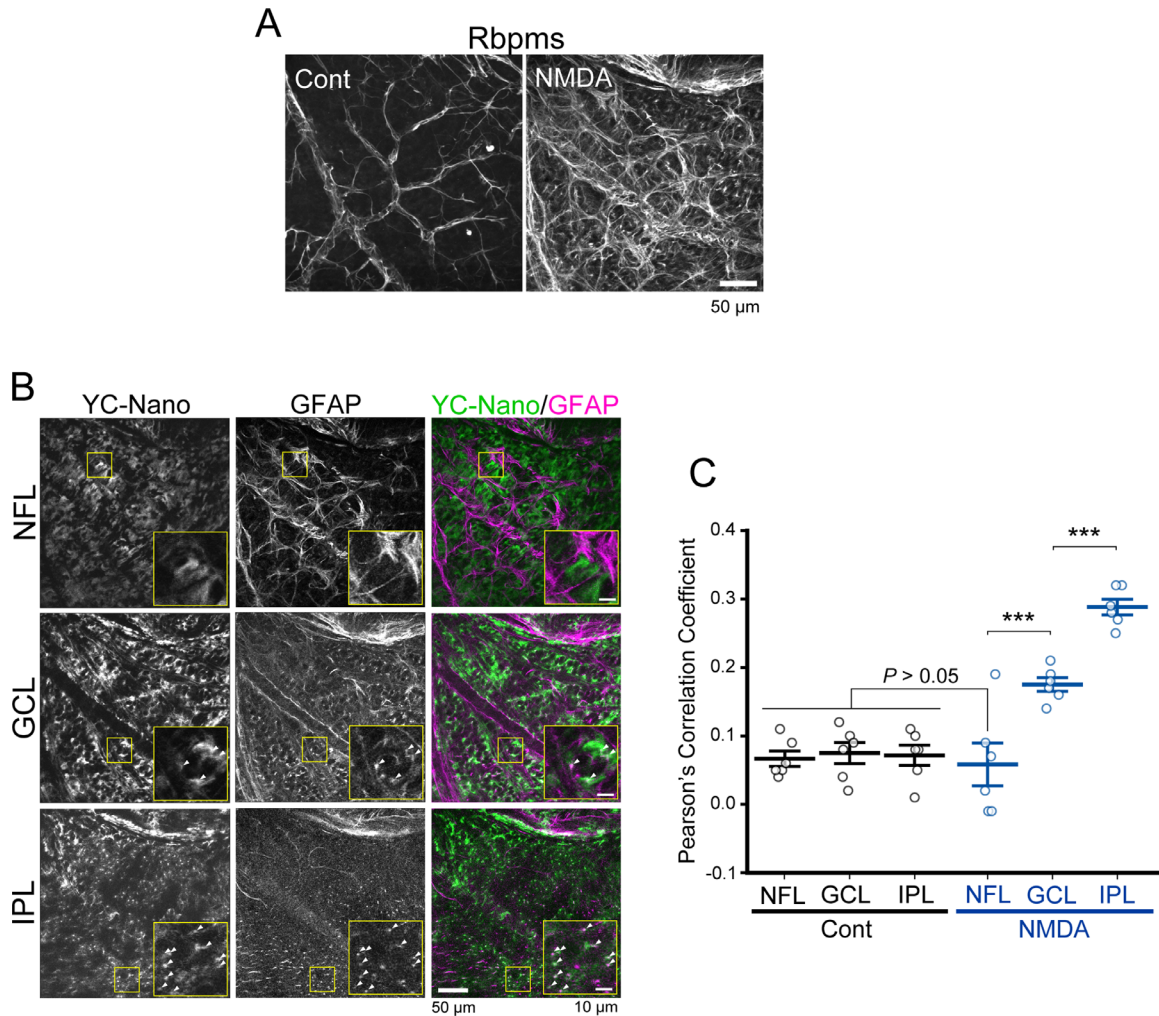 A
Rbpms
Cont
NMDA
50 µm
B
YC-Nano
GFAP
YC-Nano/GFAP
NFL
GCL
IPL
50 µm
10 µm
C
Pearson's Correlation Coefficient
0.4
0.3
0.2
0.1
0.0
-0.1
***
***
P > 0.05
NFL GCL IPL NFL GCL IPL
Cont NMDA